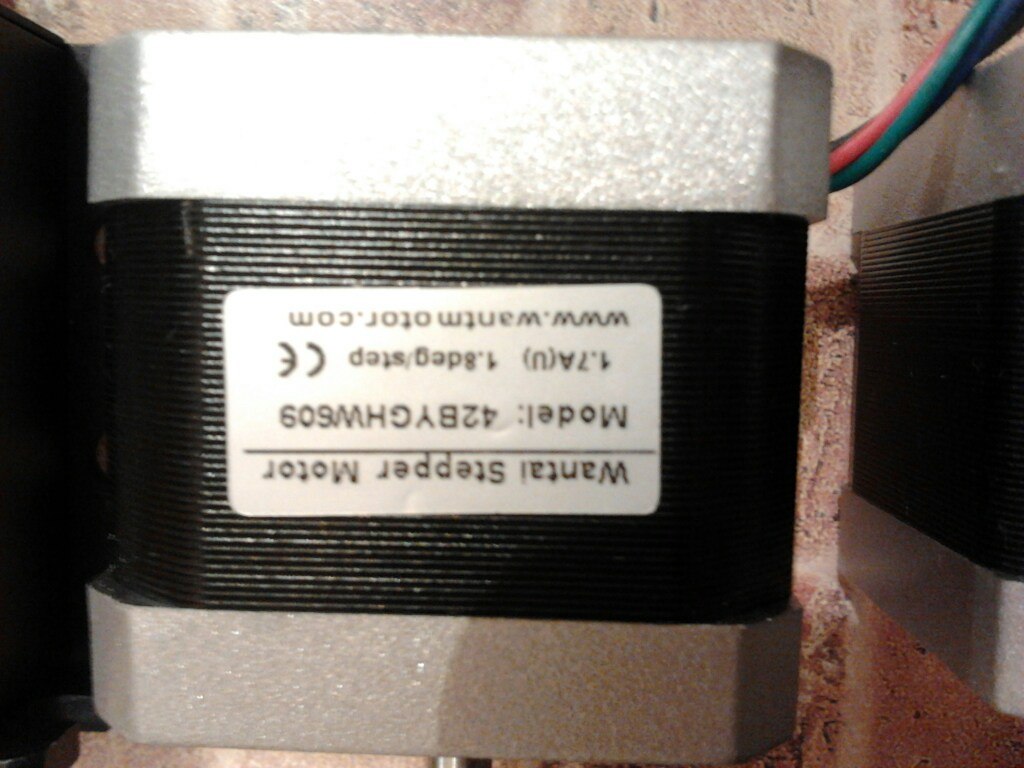 Wantai Stepper Motor
Model: 42BYGHW609
1.7A(U) 1.8deg/step CE
www.wantmotor.com